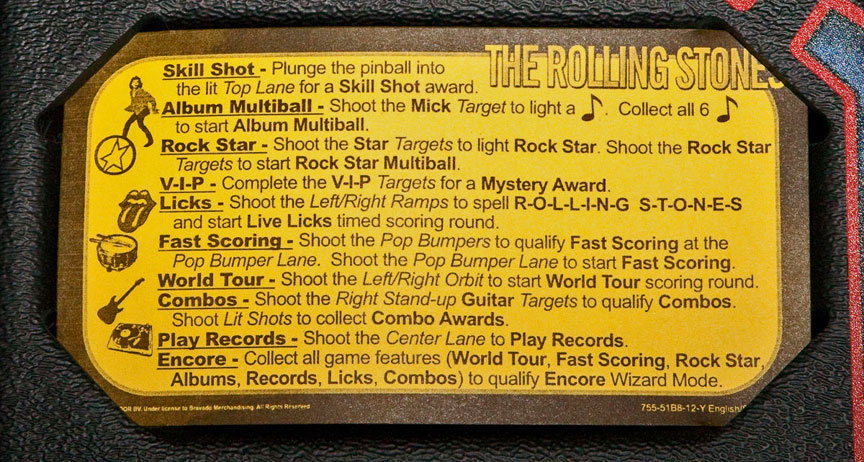 THE ROLLING STONES
Skill Shot - Plunge the pinball into
the lit Top Lane for a Skill Shot award.
Album Multiball - Shoot the Mick Target to light a ♪. Collect all 6 ♪
to start Album Multiball.
Rock Star - Shoot the Star Targets to light Rock Star. Shoot the Rock Star
Targets to start Rock Star Multiball.
V-I-P - Complete the V-I-P Targets for a Mystery Award.
Licks - Shoot the Left/Right Ramps to spell R-O-L-L-I-N-G S-T-O-N-E-S
and start Live Licks timed scoring round.
Fast Scoring - Shoot the Pop Bumpers to qualify Fast Scoring at the
Pop Bumper Lane. Shoot the Pop Bumper Lane to start Fast Scoring.
World Tour - Shoot the Left/Right Orbit to start World Tour scoring round.
Combos - Shoot the Right Stand-up Guitar Targets to qualify Combos.
Shoot Lit Shots to collect Combo Awards.
Play Records - Shoot the Center Lane to Play Records.
Encore - Collect all game features (World Tour, Fast Scoring, Rock Star,
Albums, Records, Licks, Combos) to qualify Encore Wizard Mode.
BV. Under license to Bravado Merchandising. All Rights Reserved. 755-51B8-12-Y English/